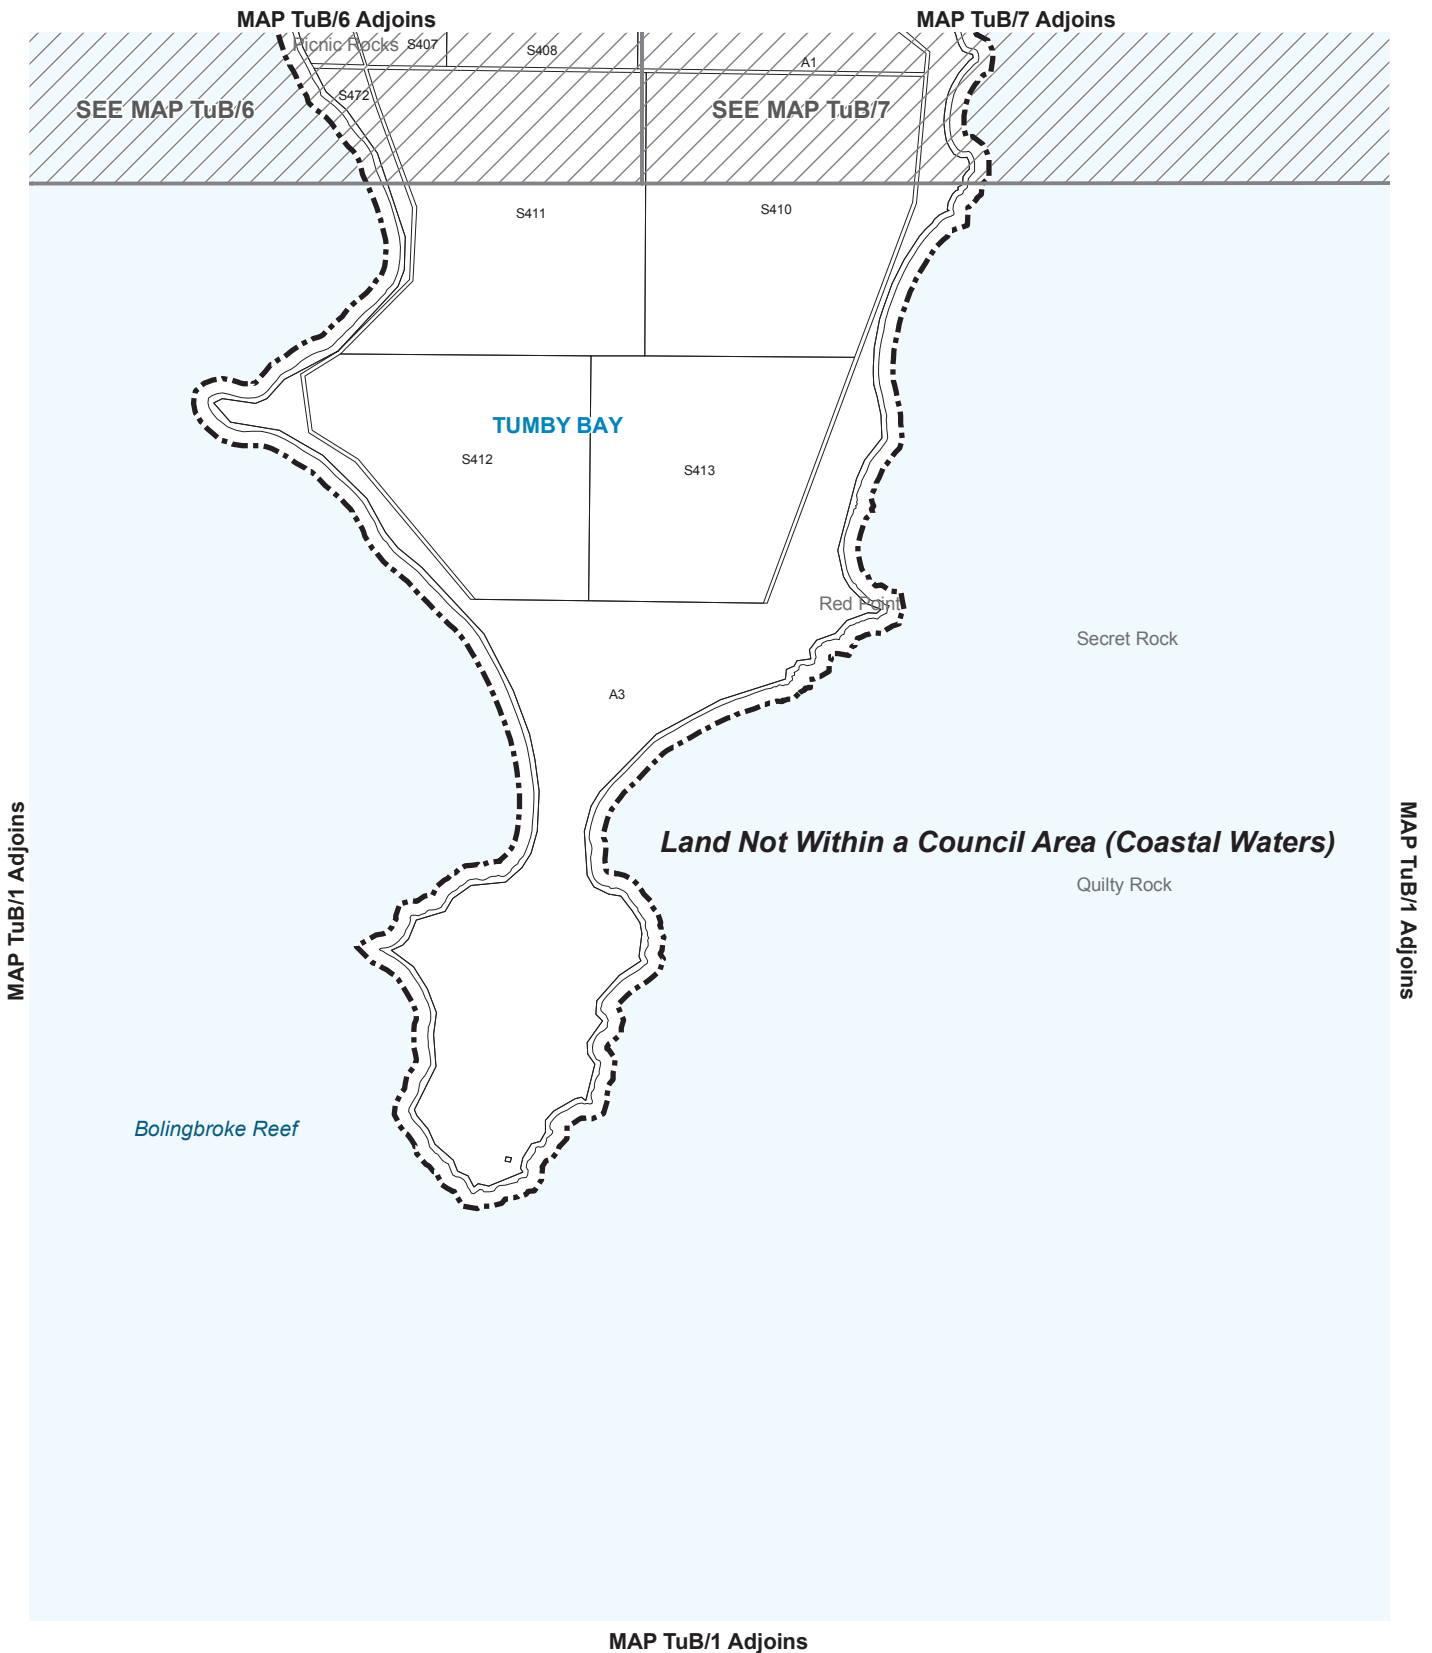 MAP TuB/6 Adjoins
MAP TuB/7 Adjoins
Picnic Rocks
S407
S408
A1
S472
SEE MAP TuB/6
SEE MAP TuB/7
S411
S410
TUMBY BAY
S412
S413
Red Point
Secret Rock
A3
Land Not Within a Council Area (Coastal Waters)
Quilty Rock
MAP TuB/1 Adjoins
MAP TuB/1 Adjoins
Bolingbroke Reef
MAP TuB/1 Adjoins